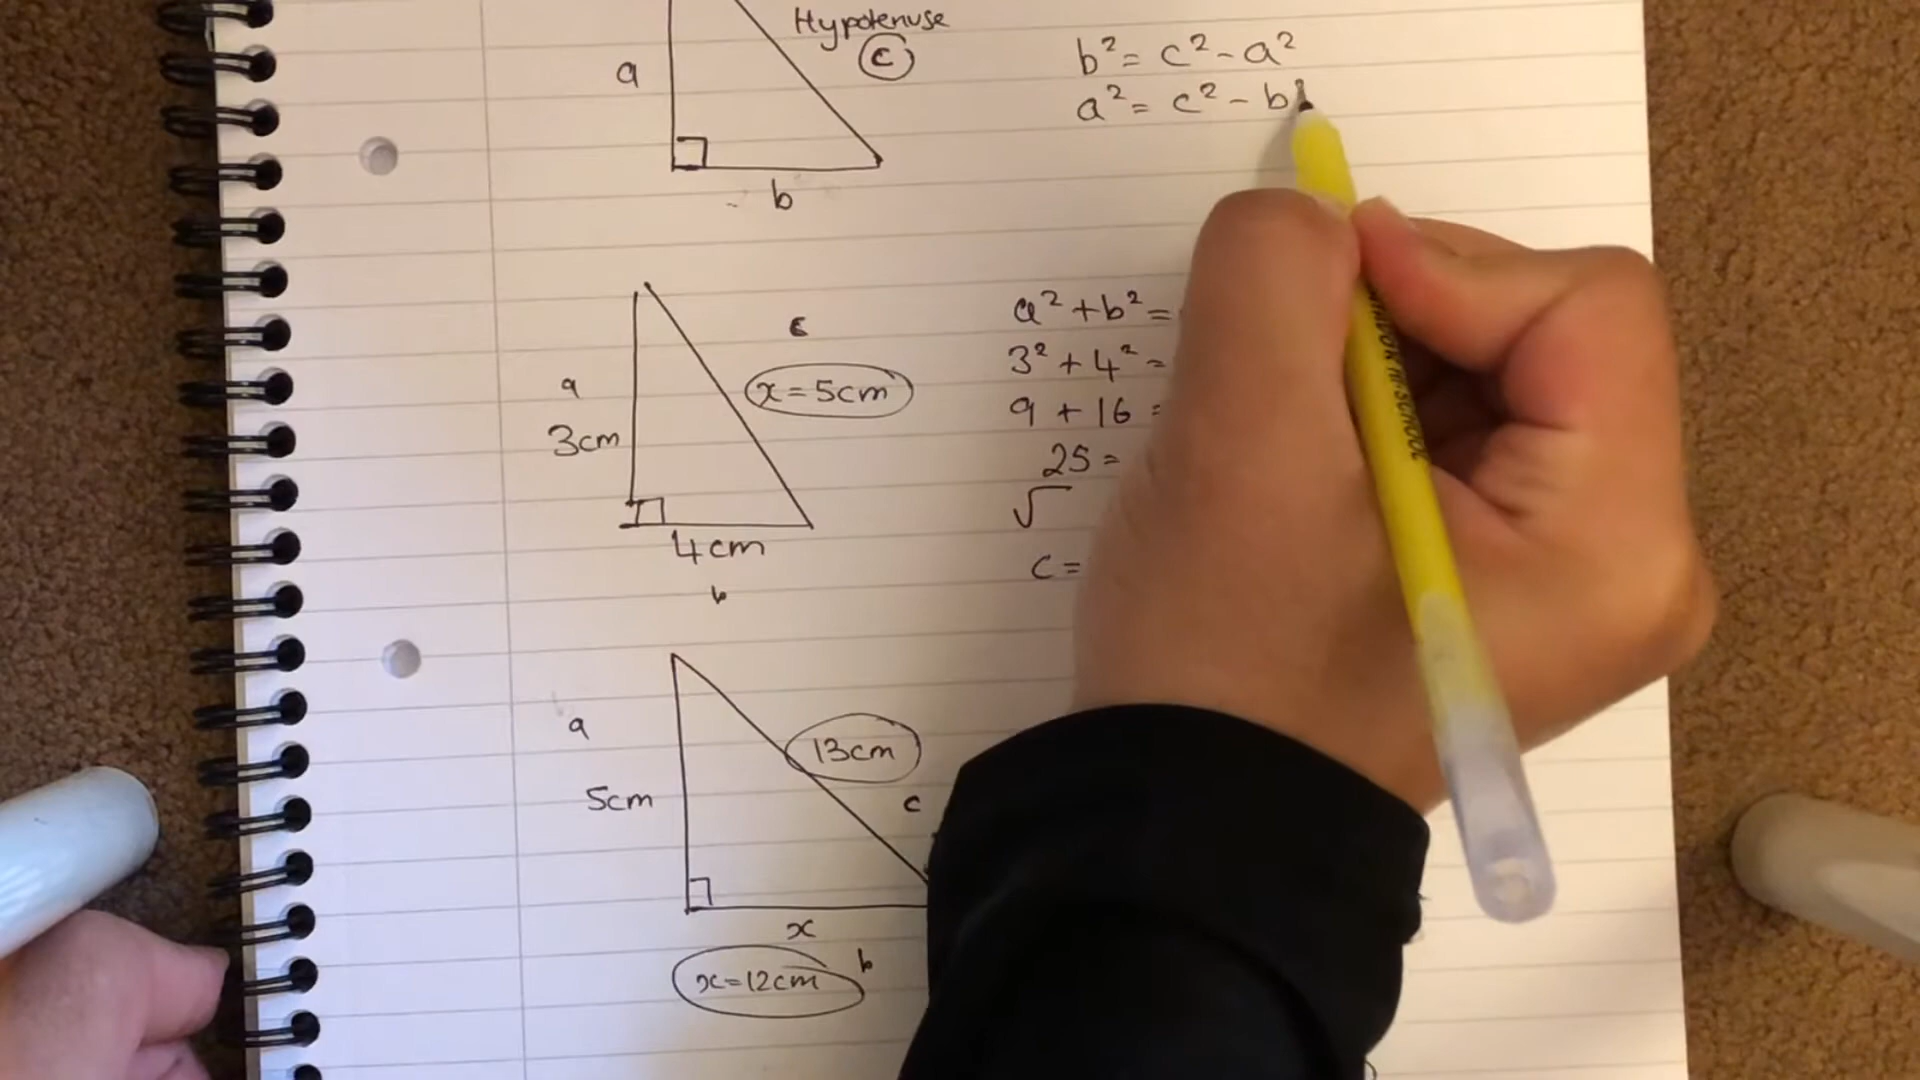 Hypotenuse
c
a
b
b² = c² - a²
a² = c² - b²
c
a
x = 5cm
3cm
4cm
b
a² + b² =
3² + 4² =
9 + 16 =
25 =
√
c =
a
13cm
5cm
c
x
b
x = 12cm